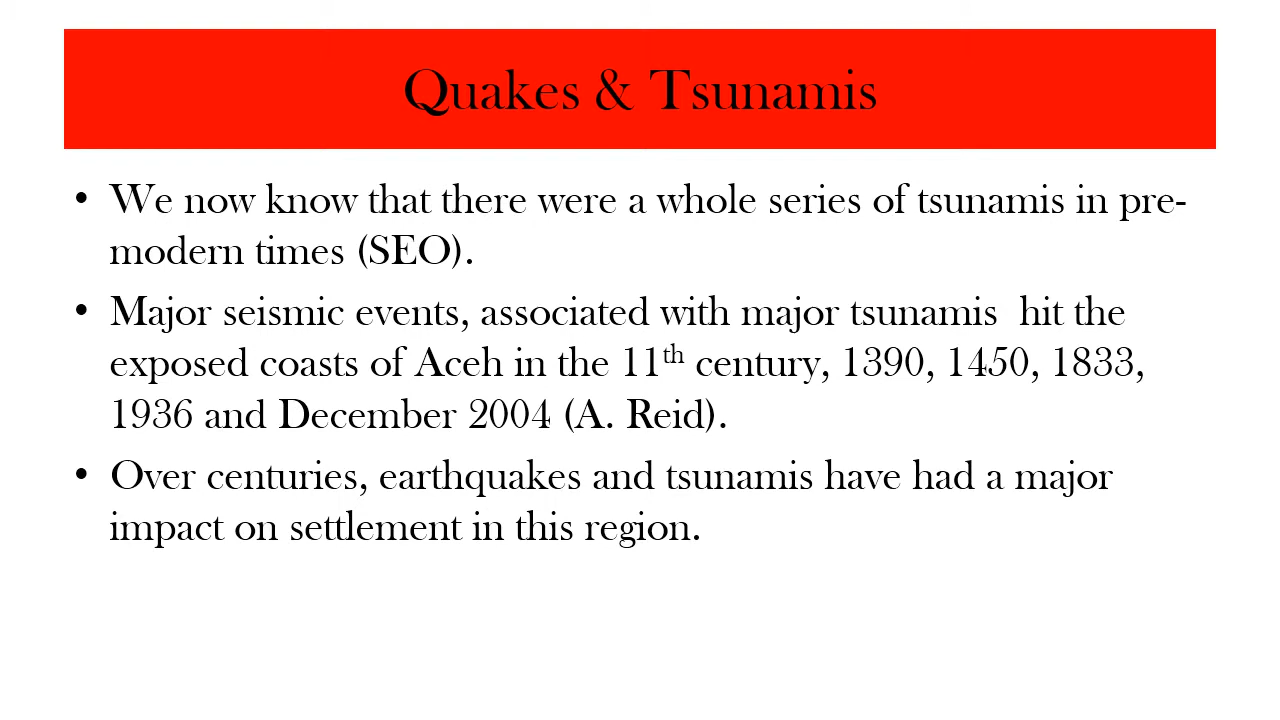 Quakes & Tsunamis
• We now know that there were a whole series of tsunamis in pre-
modern times (SEO).
• Major seismic events, associated with major tsunamis  hit the
exposed coasts of Aceh in the 11th century, 1390, 1450, 1833,
1936 and December 2004 (A. Reid).
• Over centuries, earthquakes and tsunamis have had a major
impact on settlement in this region.